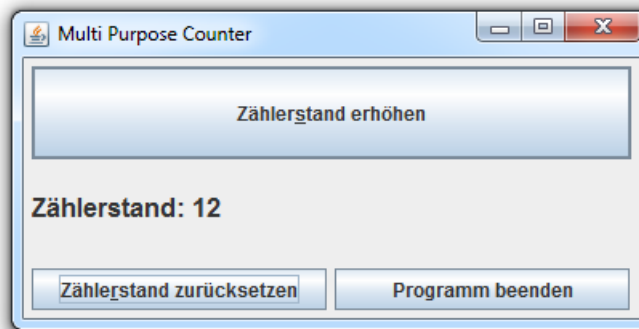 Multi Purpose Counter
Zählerstand erhöhen
Zählerstand: 12
Zählerstand zurücksetzen
Programm beenden